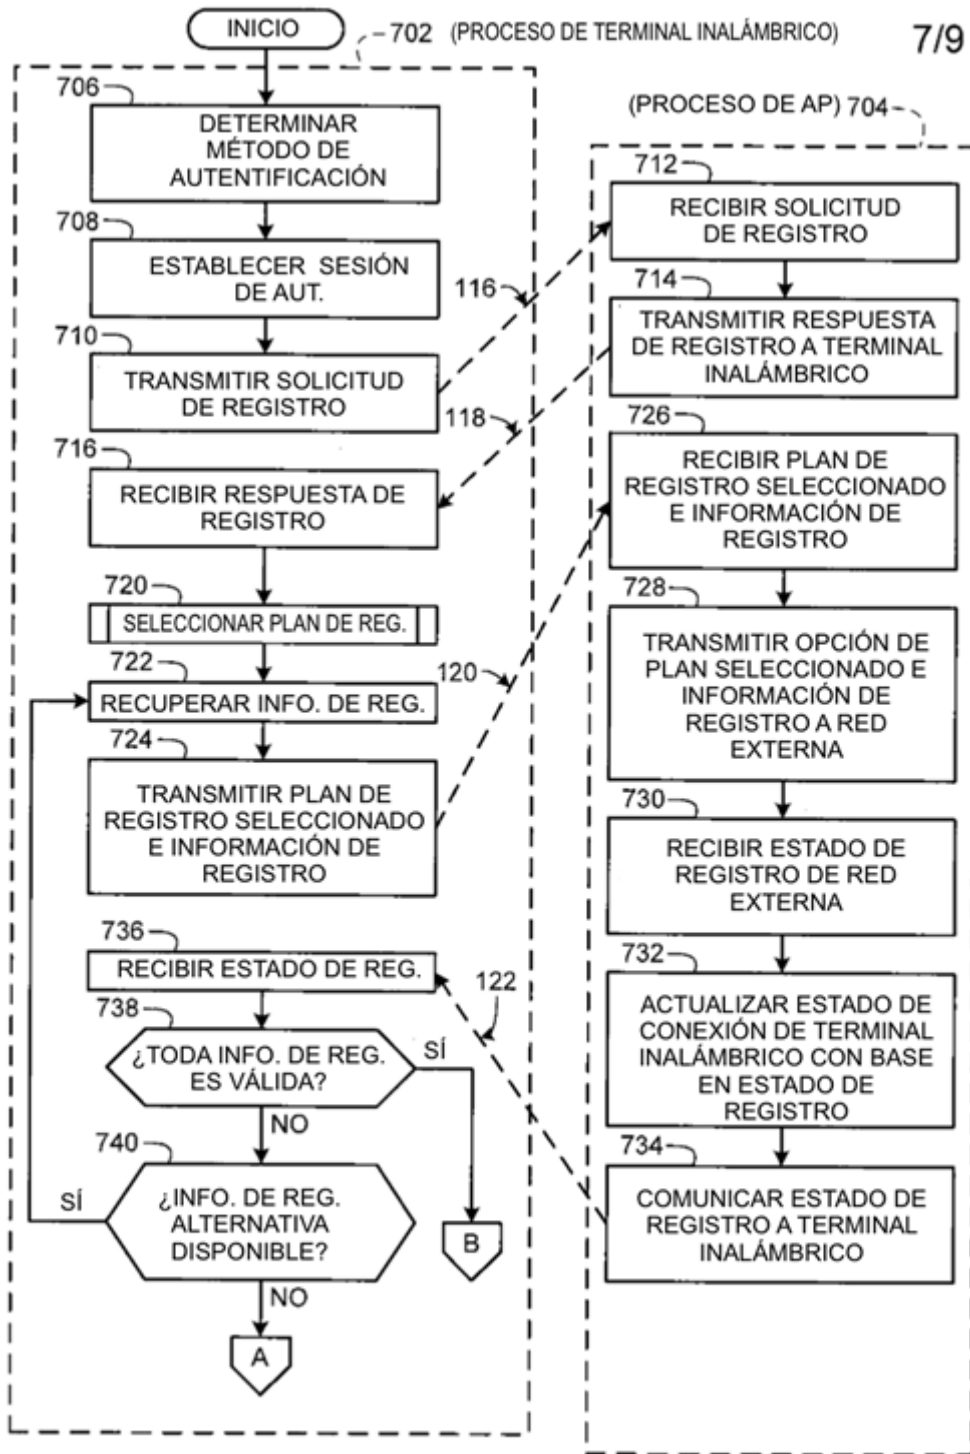 INICIO
702 (PROCESO DE TERMINAL INALÁMBRICO)
7/9
706
DETERMINAR
MÉTODO DE
AUTENTIFICACIÓN
708
ESTABLECER SESIÓN
DE AUT.
710
TRANSMITIR SOLICITUD
DE REGISTRO
716
RECIBIR RESPUESTA DE
REGISTRO
720
SELECCIONAR PLAN DE REG.
722
RECUPERAR INFO. DE REG.
724
TRANSMITIR PLAN DE
REGISTRO SELECCIONADO
E INFORMACIÓN DE
REGISTRO
736
RECIBIR ESTADO DE REG.
738
¿TODA INFO. DE REG.
ES VÁLIDA?
SÍ
NO
740
¿INFO. DE REG.
ALTERNATIVA
DISPONIBLE?
SÍ
NO
A
B
116
118
120
122
(PROCESO DE AP) 704
712
RECIBIR SOLICITUD
DE REGISTRO
714
TRANSMITIR RESPUESTA
DE REGISTRO A TERMINAL
INALÁMBRICO
726
RECIBIR PLAN DE
REGISTRO SELECCIONADO
E INFORMACIÓN DE
REGISTRO
728
TRANSMITIR OPCIÓN DE
PLAN SELECCIONADO E
INFORMACIÓN DE
REGISTRO A RED
EXTERNA
730
RECIBIR ESTADO DE
REGISTRO DE RED
EXTERNA
732
ACTUALIZAR ESTADO DE
CONEXIÓN DE TERMINAL
INALÁMBRICO CON BASE
EN ESTADO DE
REGISTRO
734
COMUNICAR ESTADO DE
REGISTRO A TERMINAL
INALÁMBRICO